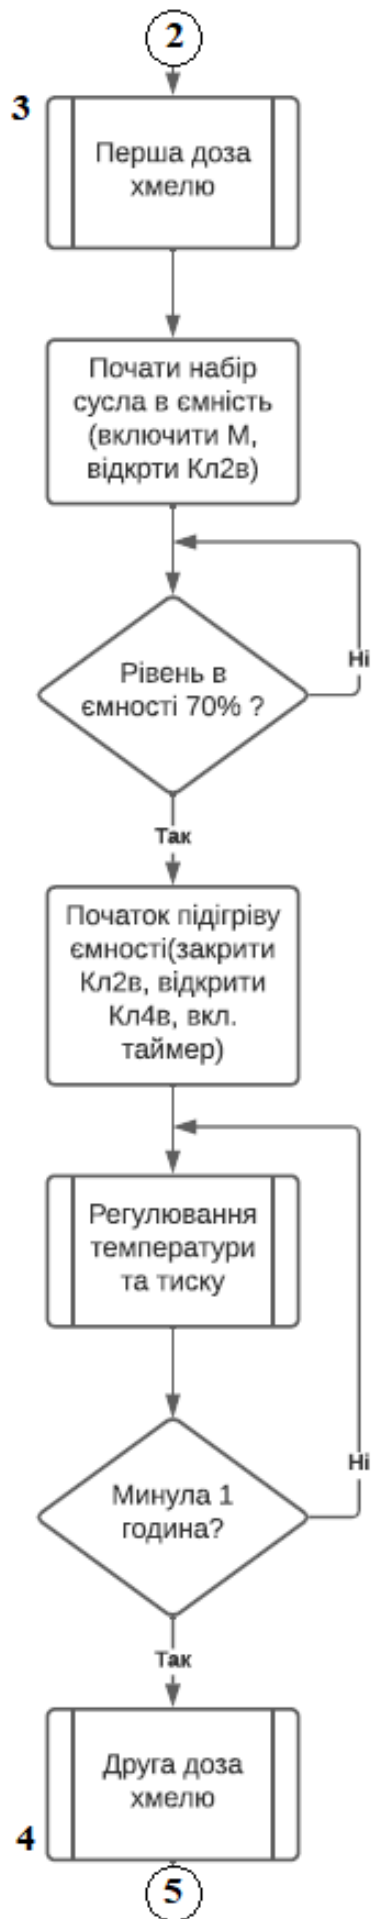 2
3
Перша доза
хмелю
Почати набір
сусла в ємність
(включити М,
відкрти Кл2в)
Ні
Рівень в
ємності 70% ?
Так
Початок підігріву
ємності(закрити
Кл2в, відкрити
Кл4в, вкл.
таймер)
Регулювання
температури
та тиску
Ні
Минула 1
година?
Так
Друга доза
хмелю
4
5